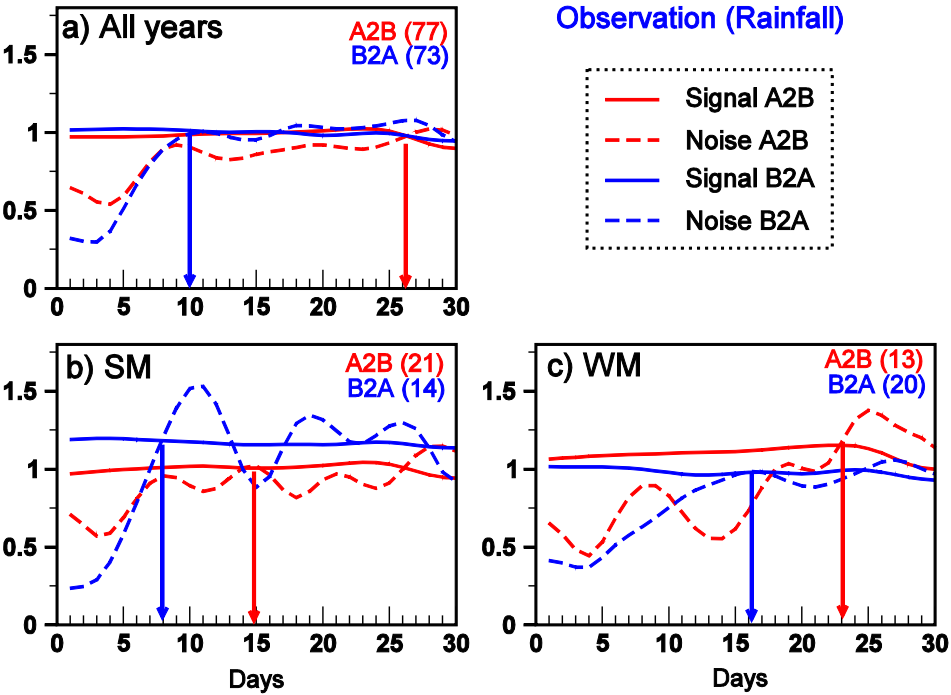 a) All years
A2B (77)
B2A (73)
1.5
1
0.5
0
0 5 10 15 20 25 30
Observation (Rainfall)
Signal A2B
Noise A2B
Signal B2A
Noise B2A
b) SM
A2B (21)
B2A (14)
1.5
1
0.5
0
0 5 10 15 20 25 30
Days
c) WM
A2B (13)
B2A (20)
1.5
1
0.5
0
0 5 10 15 20 25 30
Days